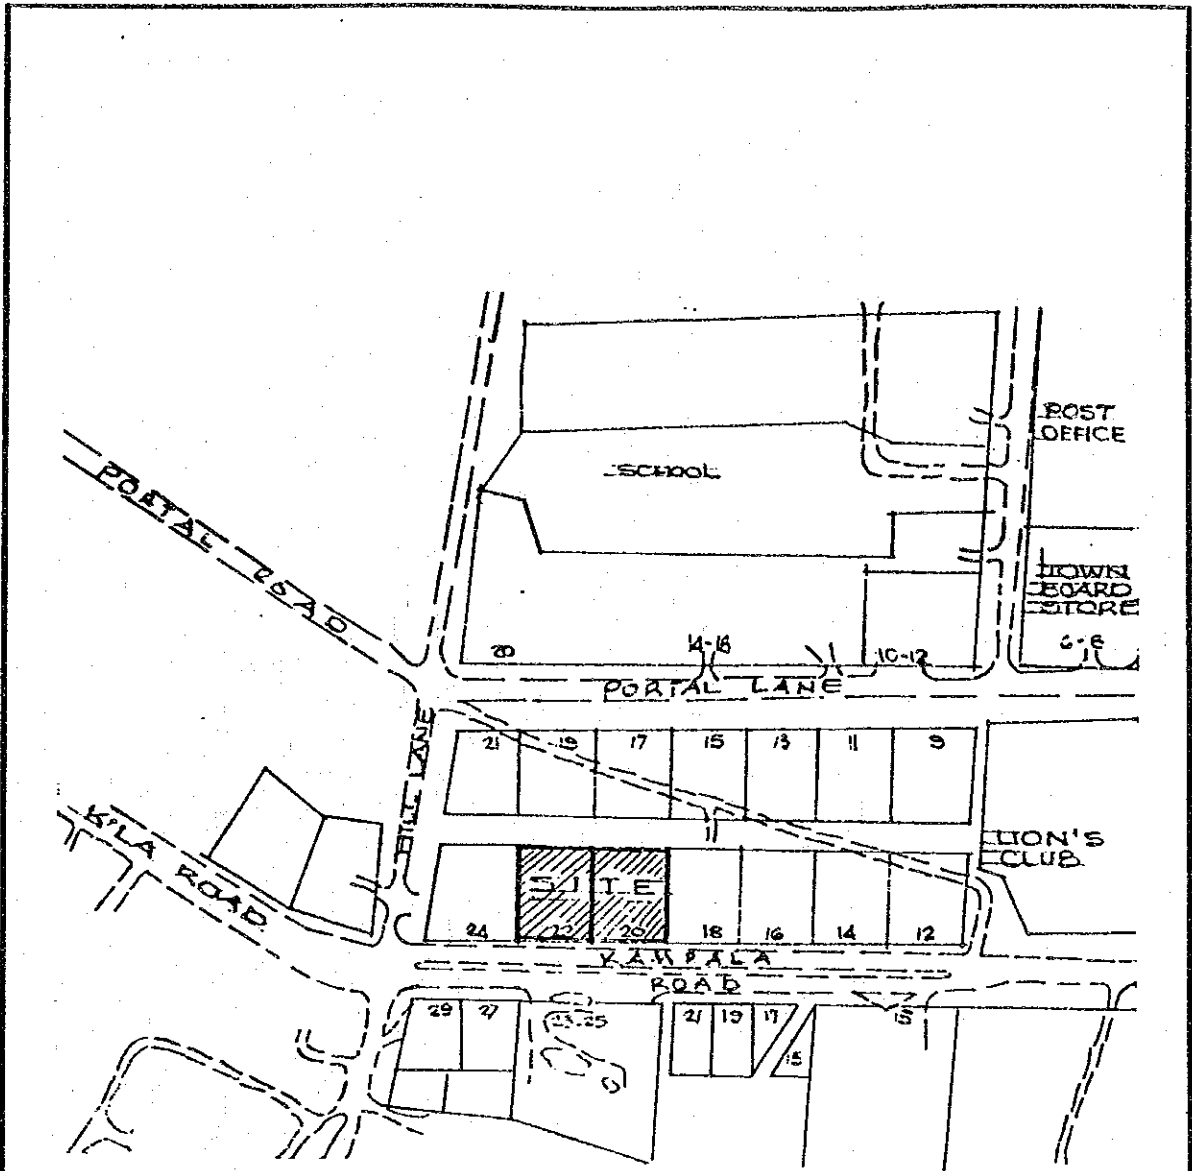 POST
OFFICE
SCHOOL
PORTAL ROAD
TOWN
BOARD
STORE
20
14-18
10-12
6-8
PORTAL LANE
HILL LANE
21
19
17
15
13
11
9
K'LA ROAD
LION'S
CLUB
SITE
24
22
20
18
16
14
12
KAMPALA
ROAD
29
27
23-25
21
19
17
15